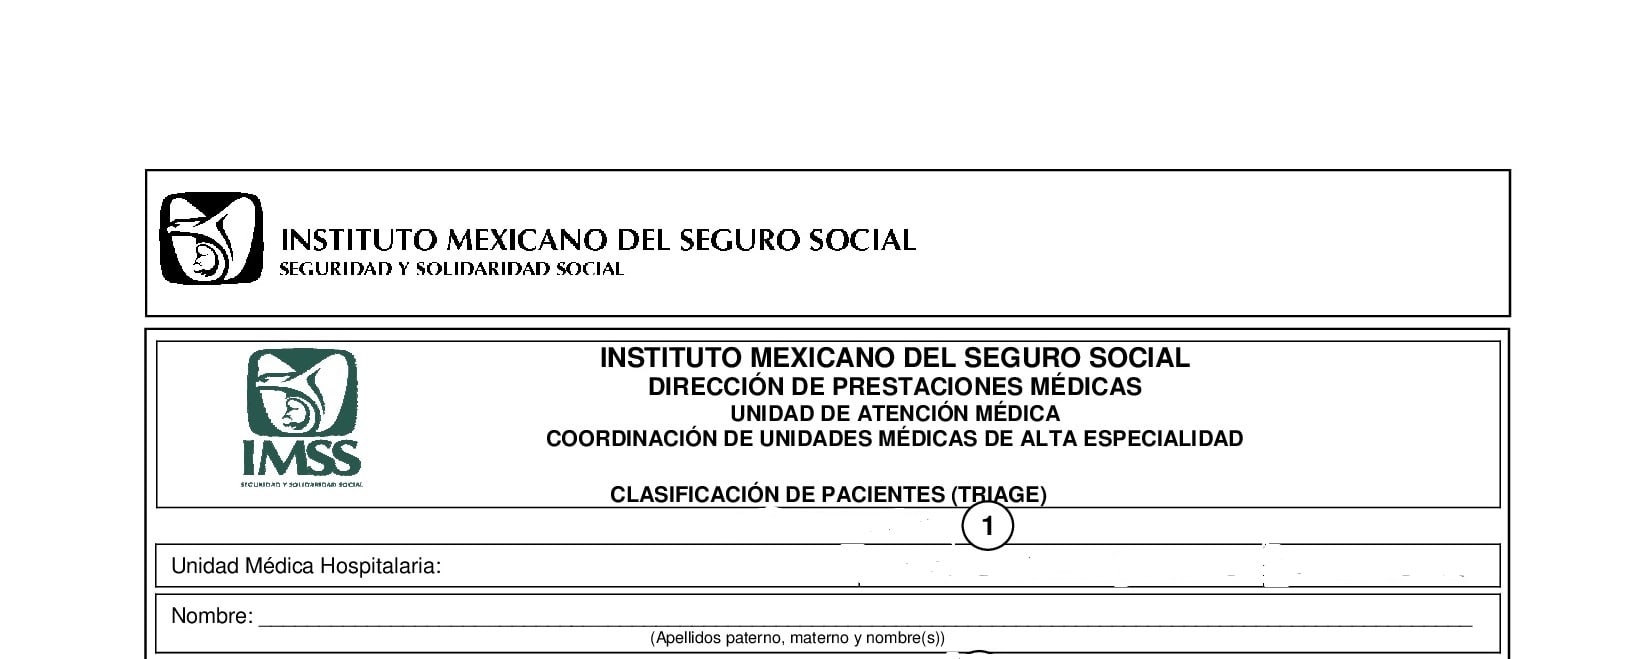 INSTITUTO MEXICANO DEL SEGURO SOCIAL
SEGURIDAD Y SOLIDARIDAD SOCIAL
INSTITUTO MEXICANO DEL SEGURO SOCIAL
DIRECCIÓN DE PRESTACIONES MÉDICAS
UNIDAD DE ATENCIÓN MÉDICA
COORDINACIÓN DE UNIDADES MÉDICAS DE ALTA ESPECIALIDAD
IMSS
SEGURIDAD Y SOLIDARIDAD SOCIAL
CLASIFICACIÓN DE PACIENTES (TRIAGE)
1
Unidad Médica Hospitalaria:
Nombre:
(Apellidos paterno, materno y nombre(s))